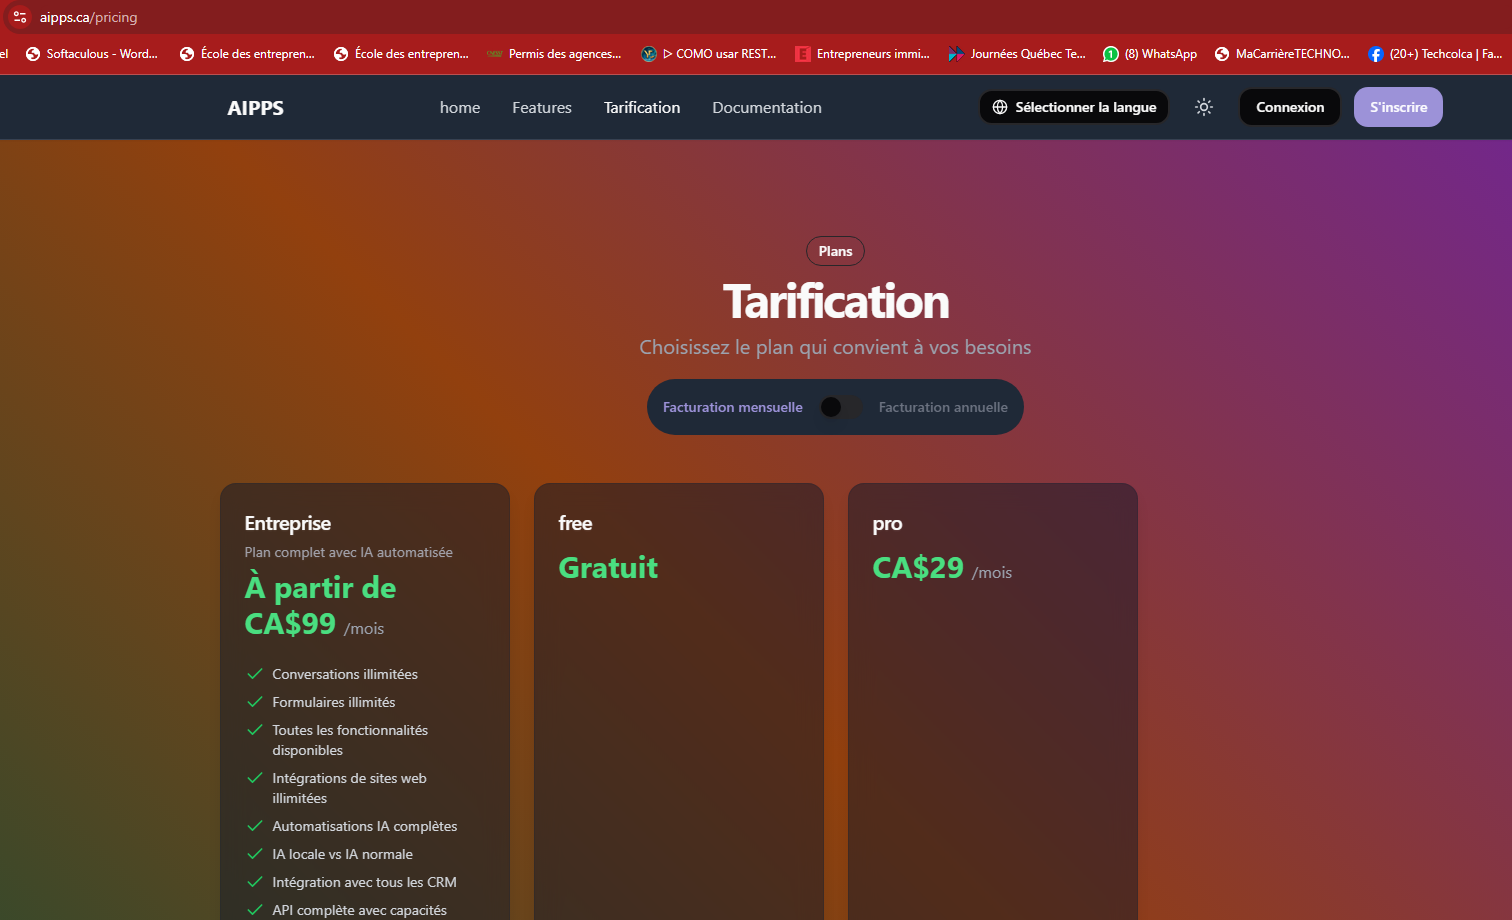 aipps.ca/pricing
el Softaculous - Word... École des entrepren... École des entrepren... Permis des agences... ᐅ COMO usar REST... Entrepreneurs immi... Journées Québec Te... (8) WhatsApp MaCarrièreTECHNO... (20+) Techcolca | Fa...
AIPPS home Features Tarification Documentation Sélectionner la langue Connexion S'inscrire
Plans
Tarification
Choisissez le plan qui convient à vos besoins
Facturation mensuelle Facturation annuelle
Entreprise
Plan complet avec IA automatisée
À partir de
CA$99 /mois
Conversations illimitées
Formulaires illimités
Toutes les fonctionnalités
disponibles
Intégrations de sites web
illimitées
Automatisations IA complètes
IA locale vs IA normale
Intégration avec tous les CRM
API complète avec capacités
free
Gratuit
pro
CA$29 /mois